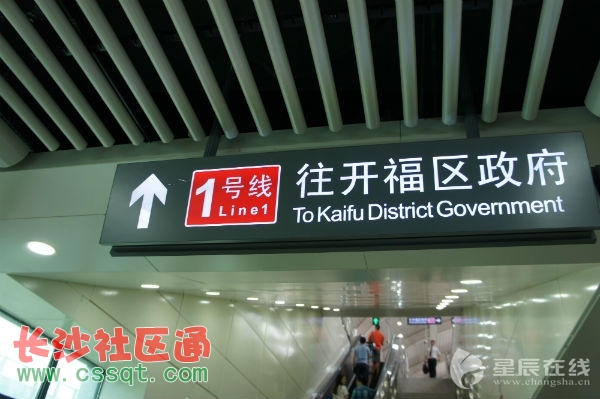 1号线 往开福区政府
Line1 To Kaifu District Government
长沙社区通
www.cssqt.com
星辰在线
www.changsha.cn